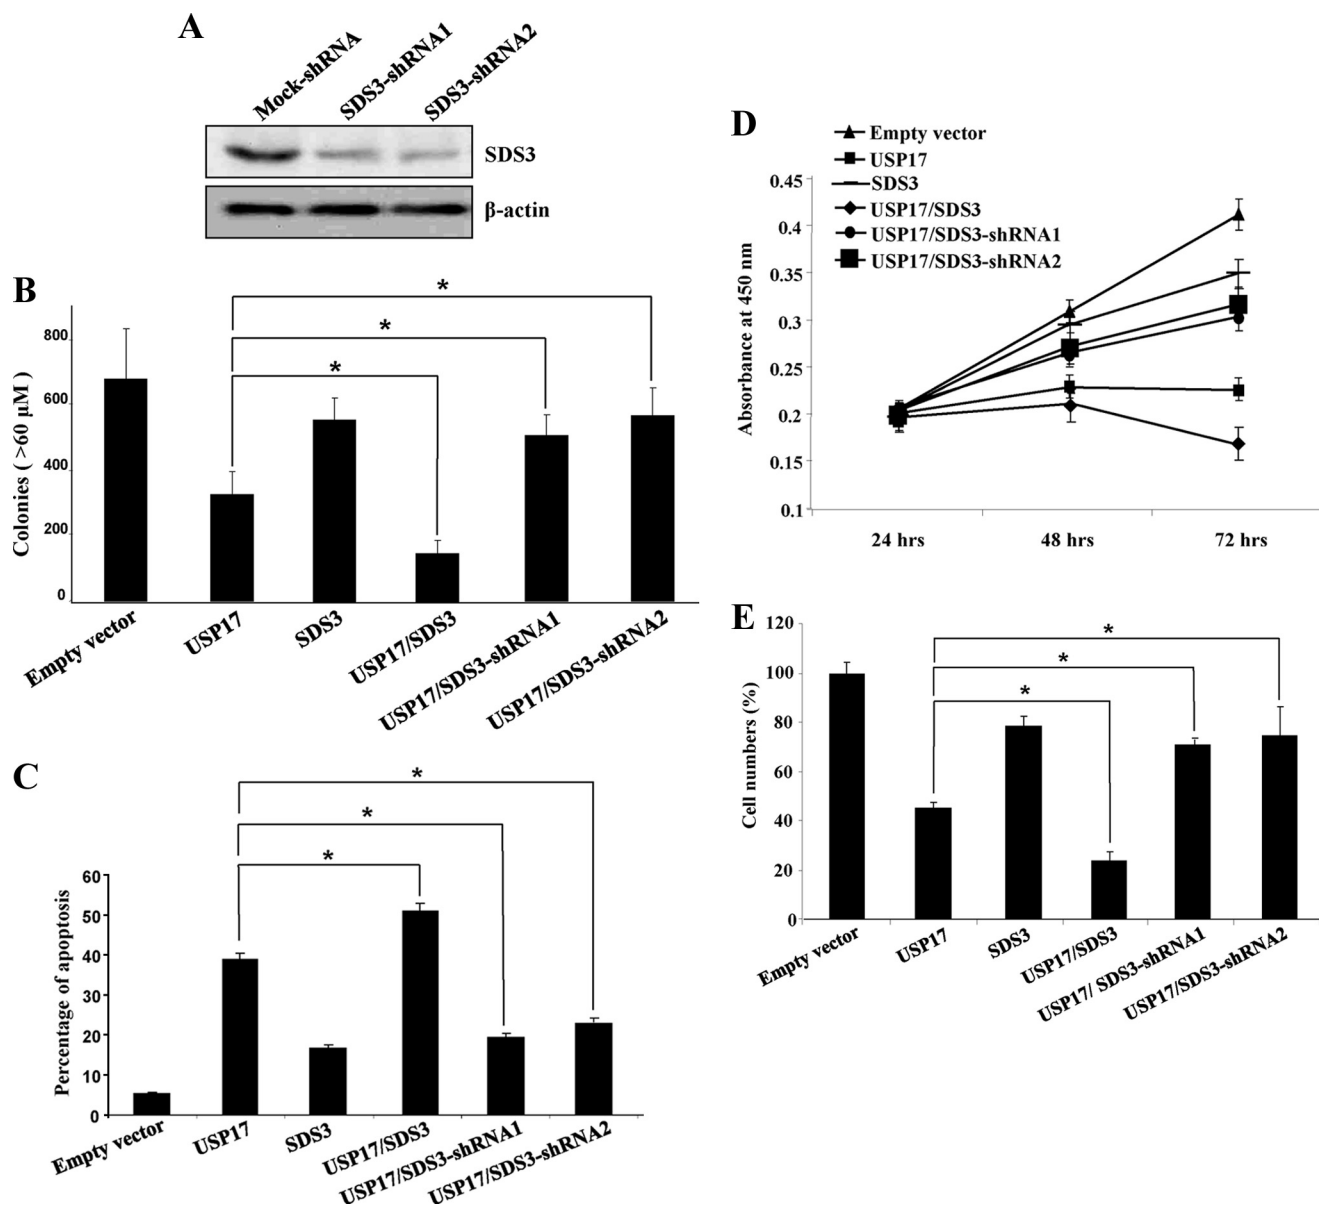 A
Mock-shRNA
SDS3-shRNA1
SDS3-shRNA2
SDS3
β-actin
B
Colonies ( >60 μM )
800
600
400
200
0
*
*
*
Empty vector
USP17
SDS3
USP17/SDS3
USP17/SDS3-shRNA1
USP17/SDS3-shRNA2
C
Percentage of apoptosis
60
50
40
30
20
10
0
*
*
*
Empty vector
USP17
SDS3
USP17/SDS3
USP17/SDS3-shRNA1
USP17/SDS3-shRNA2
D
Empty vector
USP17
SDS3
USP17/SDS3
USP17/SDS3-shRNA1
USP17/SDS3-shRNA2
Absorbance at 450 nm
0.45
0.4
0.35
0.3
0.25
0.2
0.15
0.1
24 hrs
48 hrs
72 hrs
E
Cell numbers (%)
120
100
80
60
40
20
0
*
*
*
Empty vector
USP17
SDS3
USP17/SDS3
USP17/ SDS3-shRNA1
USP17/SDS3-shRNA2